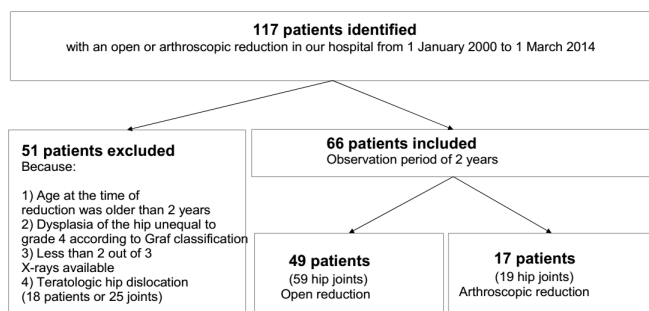 117 patients identified
with an open or arthroscopic reduction in our hospital from 1 January 2000 to 1 March 2014
51 patients excluded
Because:
1) Age at the time of
reduction was older than 2 years
2) Dysplasia of the hip unequal to
grade 4 according to Graf classification
3) Less than 2 out of 3
X-rays available
4) Teratologic hip dislocation
(18 patients or 25 joints)
66 patients included
Observation period of 2 years
49 patients
(59 hip joints)
Open reduction
17 patients
(19 hip joints)
Arthroscopic reduction